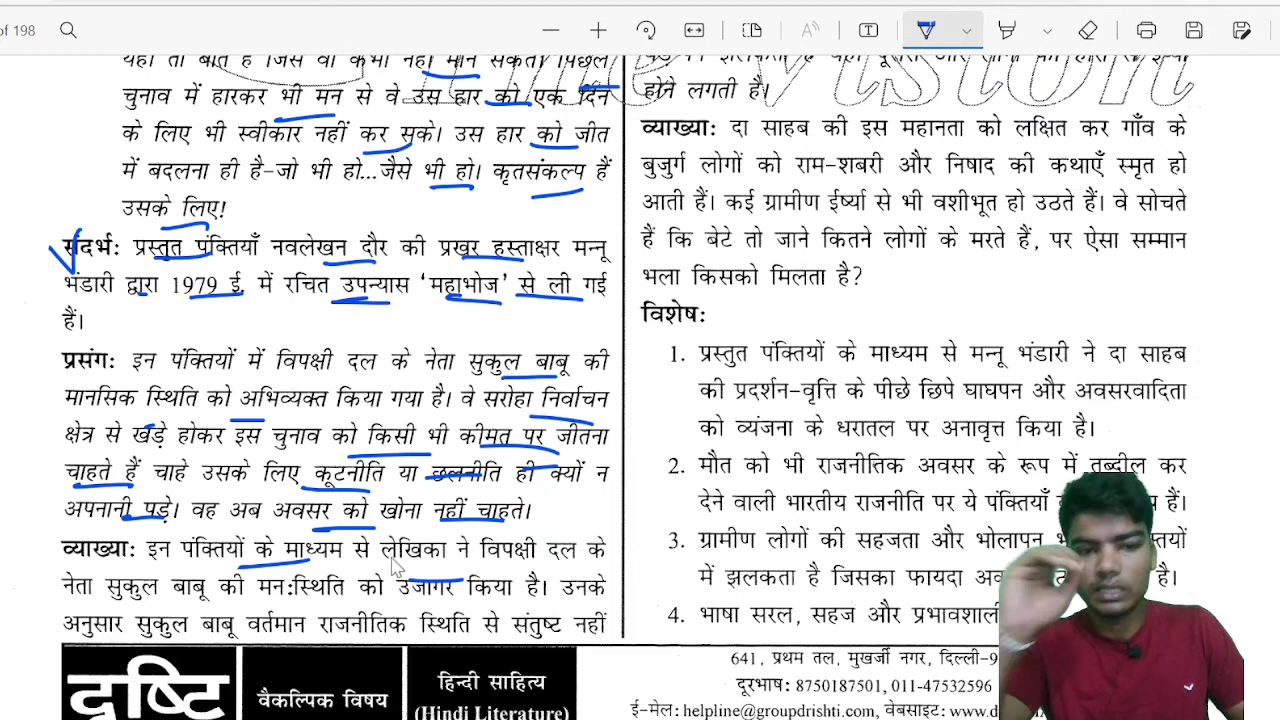 of 198
यही तो बात है जिसे वो कभी नहीं मान सकते। पिछले
चुनाव में हारकर भी मन से वे उस हार को एक दिन
के लिए भी स्वीकार नहीं कर सके। उस हार को जीत
में बदलना ही है-जो भी हो...जैसे भी हो। कृतसंकल्प हैं
उसके लिए!
संदर्भ: प्रस्तुत पंक्तियाँ नवलेखन दौर की प्रखर हस्ताक्षर मन्नू
भंडारी द्वारा 1979 ई. में रचित उपन्यास ‘महाभोज’ से ली गई
हैं।
प्रसंग: इन पंक्तियों में विपक्षी दल के नेता सुकुल बाबू की
मानसिक स्थिति को अभिव्यक्त किया गया है। वे सरोहा निर्वाचन
क्षेत्र से खड़े होकर इस चुनाव को किसी भी कीमत पर जीतना
चाहते हैं चाहे उसके लिए कूटनीति या छलनीति ही क्यों न
अपनानी पड़े। वह अब अवसर को खोना नहीं चाहते।
व्याख्या: इन पंक्तियों के माध्यम से लेखिका ने विपक्षी दल के
नेता सुकुल बाबू की मन:स्थिति को उजागर किया है। उनके
अनुसार सुकुल बाबू वर्तमान राजनीतिक स्थिति से संतुष्ट नहीं
होने लगती है।
व्याख्या: दा साहब की इस महानता को लक्षित कर गाँव के
बुजुर्ग लोगों को राम-शबरी और निषाद की कथाएँ स्मृत हो
आती हैं। कई ग्रामीण ईर्ष्या से भी वशीभूत हो उठते हैं। वे सोचते
हैं कि बेटे तो जाने कितने लोगों के मरते हैं, पर ऐसा सम्मान
भला किसको मिलता है?
विशेष:
1. प्रस्तुत पंक्तियों के माध्यम से मन्नू भंडारी ने दा साहब
की प्रदर्शन-वृत्ति के पीछे छिपे घाघपन और अवसरवादिता
को व्यंजना के धरातल पर अनावृत्त किया है।
2. मौत को भी राजनीतिक अवसर के रूप में तब्दील कर
देने वाली भारतीय राजनीति पर ये पंक्तियाँ हैं।
3. ग्रामीण लोगों की सहजता और भोलापन
में झलकता है जिसका फायदा है।
4. भाषा सरल, सहज और प्रभावशाली
दृष्टि
वैकल्पिक विषय
हिन्दी साहित्य
(Hindi Literature)
641, प्रथम तल, मुखर्जी नगर, दिल्ली-9
दूरभाष: 8750187501, 011-47532596
ई-मेल: helpline@groupdrishti.com, वेबसाइट: www.d